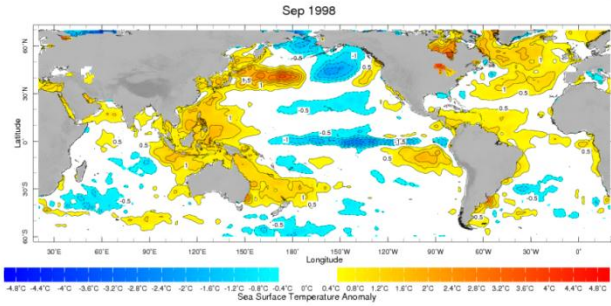 Sep 1998
60°N
30°N
0°
30°S
60°S
Latitude
30°E 60°E 90°E 120°E 150°E 180° 150°W 120°W 90°W 60°W 30°W 0°
Longitude
-4.8°C -4.4°C -4°C -3.6°C -3.2°C -2.8°C -2.4°C -2°C -1.6°C -1.2°C -0.8°C -0.4°C 0.4°C 0.8°C 1.2°C 1.6°C 2°C 2.4°C 2.8°C 3.2°C 3.6°C 4°C 4.4°C 4.8°C
Sea Surface Temperature Anomaly